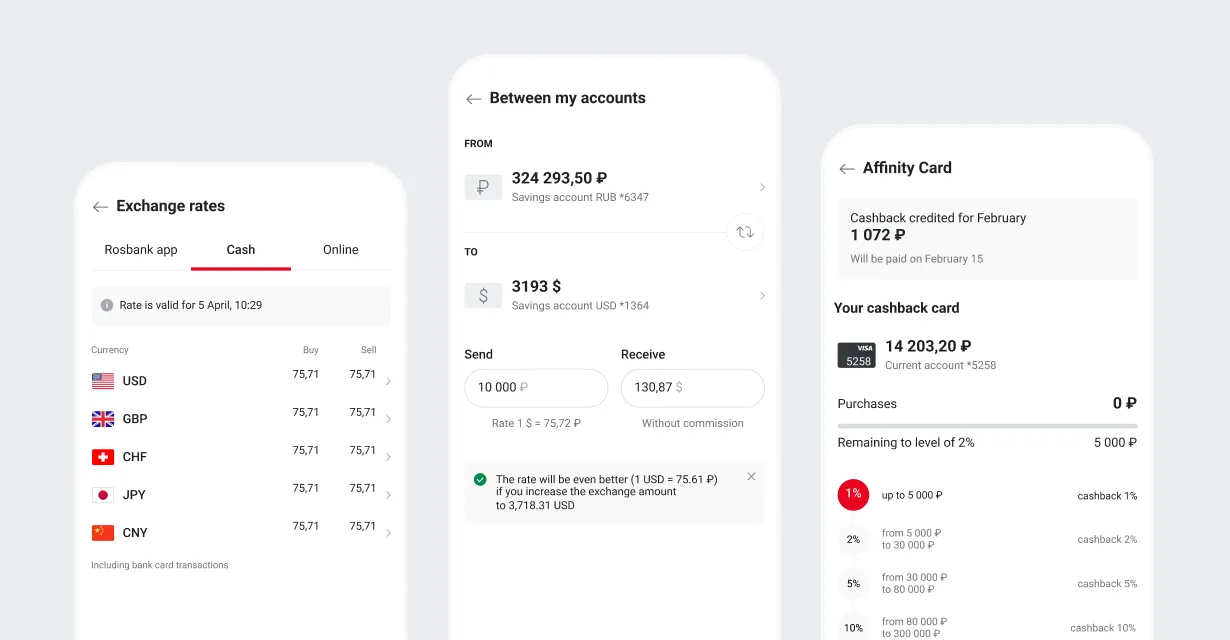 Exchange rates
Rosbank app Cash Online
Rate is valid for 5 April, 10:29
Currency Buy Sell
USD 75,71 75,71
GBP 75,71 75,71
CHF 75,71 75,71
JPY 75,71 75,71
CNY 75,71 75,71
Including bank card transactions
Between my accounts
FROM
₽
324 293,50 ₽
Savings account RUB *6347
TO
$
3193 $
Savings account USD *1364
Send Receive
10 000 ₽ 130,87 $
Rate 1 $ = 75,72 ₽ Without commission
The rate will be even better (1 USD = 75.61 ₽)
if you increase the exchange amount
to 3,718.31 USD
Affinity Card
Cashback credited for February
1 072 ₽
Will be paid on February 15
Your cashback card
VISA
5258
14 203,20 ₽
Current account *5258
Purchases 0 ₽
Remaining to level of 2% 5 000 ₽
1% up to 5 000 ₽ cashback 1%
2% from 5 000 ₽
to 30 000 ₽ cashback 2%
5% from 30 000 ₽
to 80 000 ₽ cashback 5%
10% from 80 000 ₽
to 300 000 ₽ cashback 10%